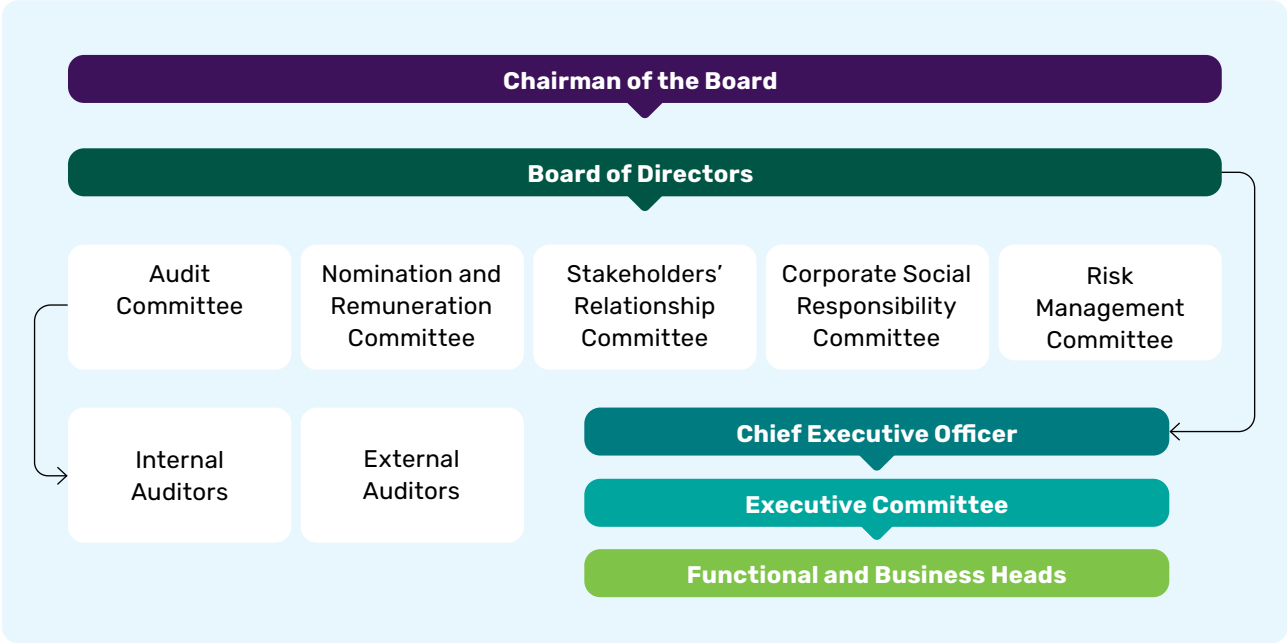 Chairman of the Board
Board of Directors
Audit
Committee
Nomination and
Remuneration
Committee
Stakeholders’
Relationship
Committee
Corporate Social
Responsibility
Committee
Risk
Management
Committee
Internal
Auditors
External
Auditors
Chief Executive Officer
Executive Committee
Functional and Business Heads